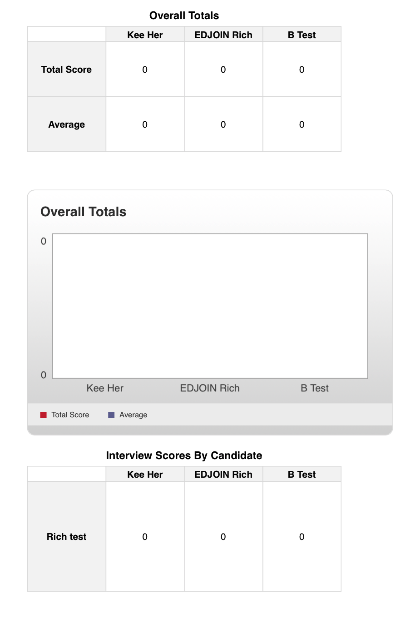 Overall Totals
Kee Her EDJOIN Rich B Test
Total Score 0 0 0
Average 0 0 0
Overall Totals
0
0
Kee Her EDJOIN Rich B Test
Total Score Average
Interview Scores By Candidate
Kee Her EDJOIN Rich B Test
Rich test 0 0 0